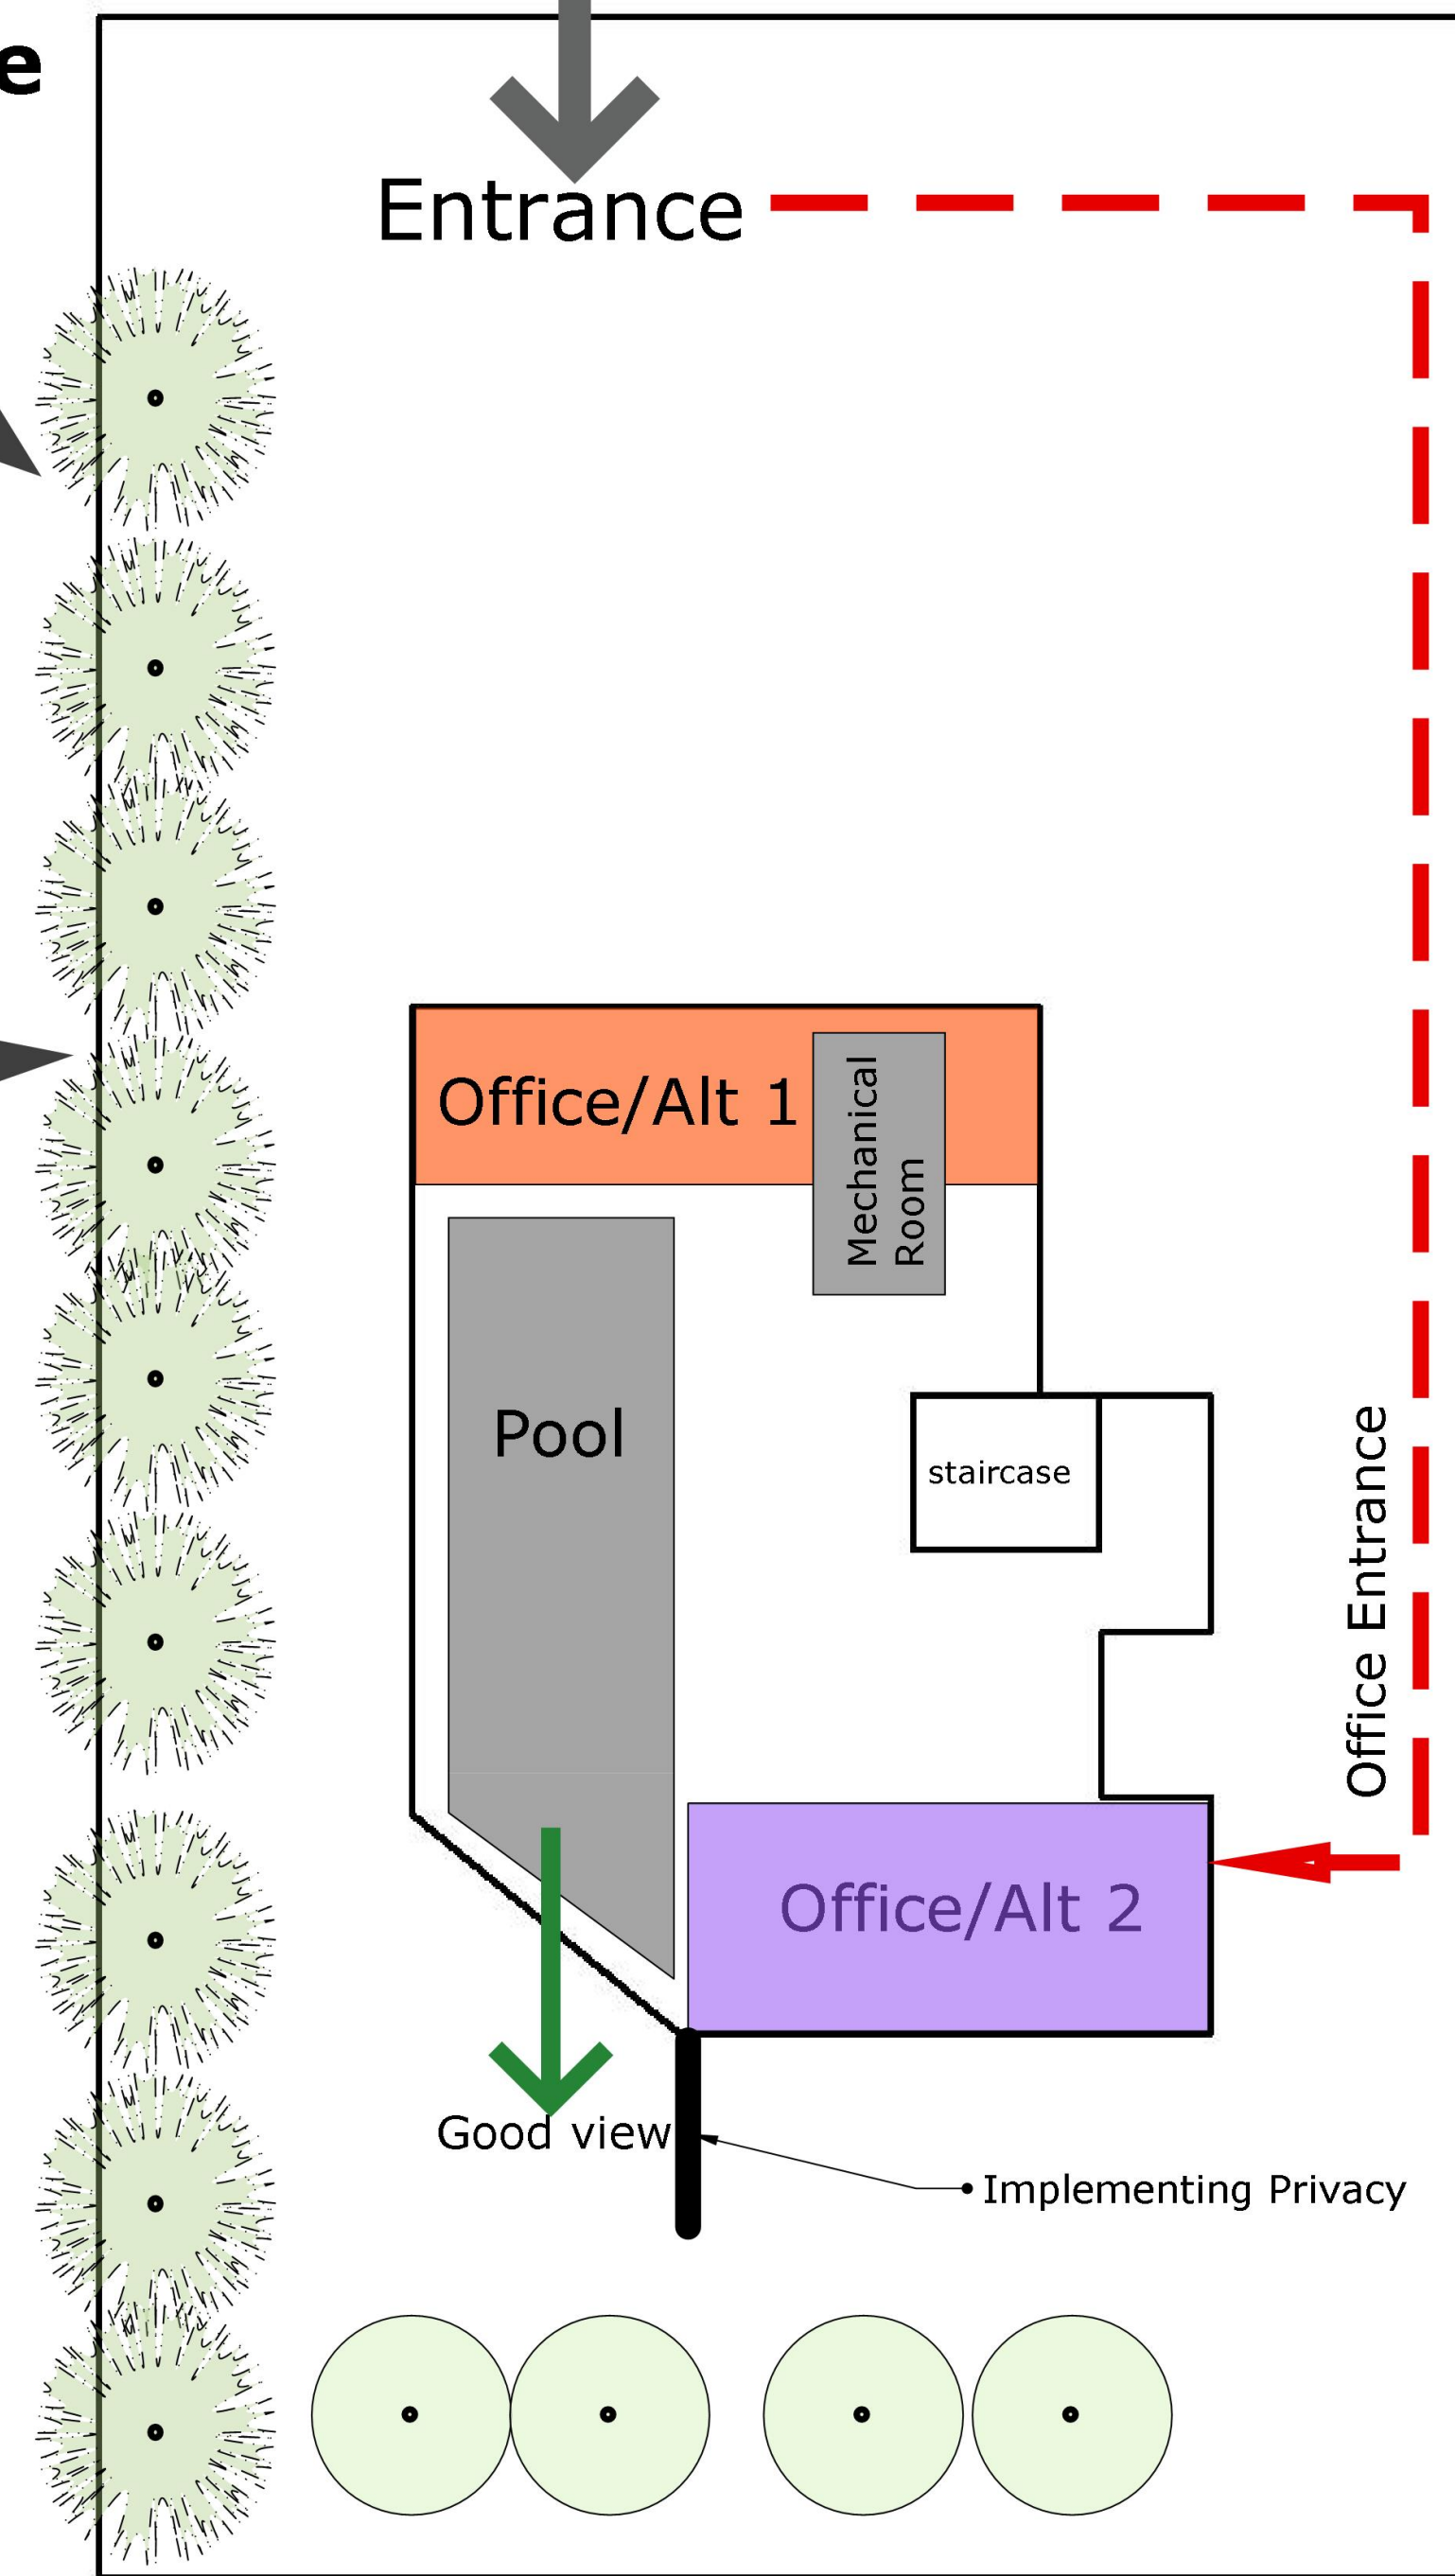 e
Entrance
Office/Alt 1
Mechanical
Room
Pool
staircase
Office Entrance
Office/Alt 2
Good view
Implementing Privacy